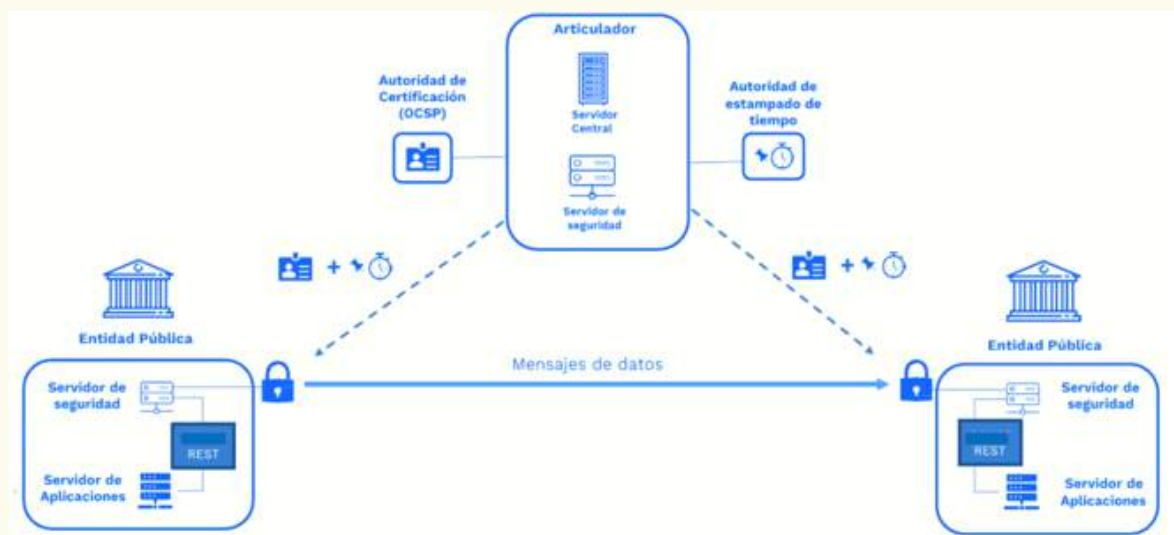 Articulador
Autoridad de
Certificación
(OCSP)
Servidor
Central
Autoridad de
estampado de
tiempo
Servidor de
seguridad
+
+
Entidad Pública
Entidad Pública
Mensajes de datos
Servidor de
seguridad
REST
Servidor de
Aplicaciones
Servidor de
seguridad
REST
Servidor de
Aplicaciones